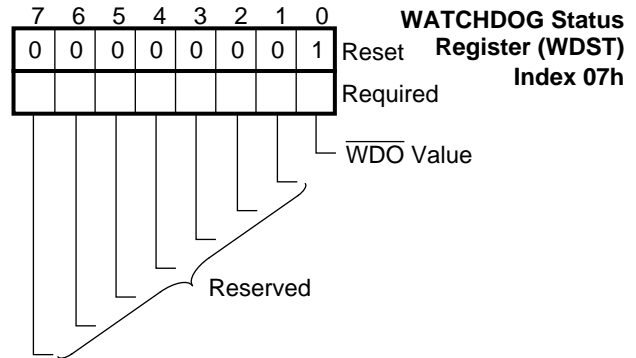 7 6 5 4 3 2 1 0
WATCHDOG Status
Register (WDST)
Index 07h
0 0 0 0 0 0 0 1 Reset
Required
WDO Value
Reserved